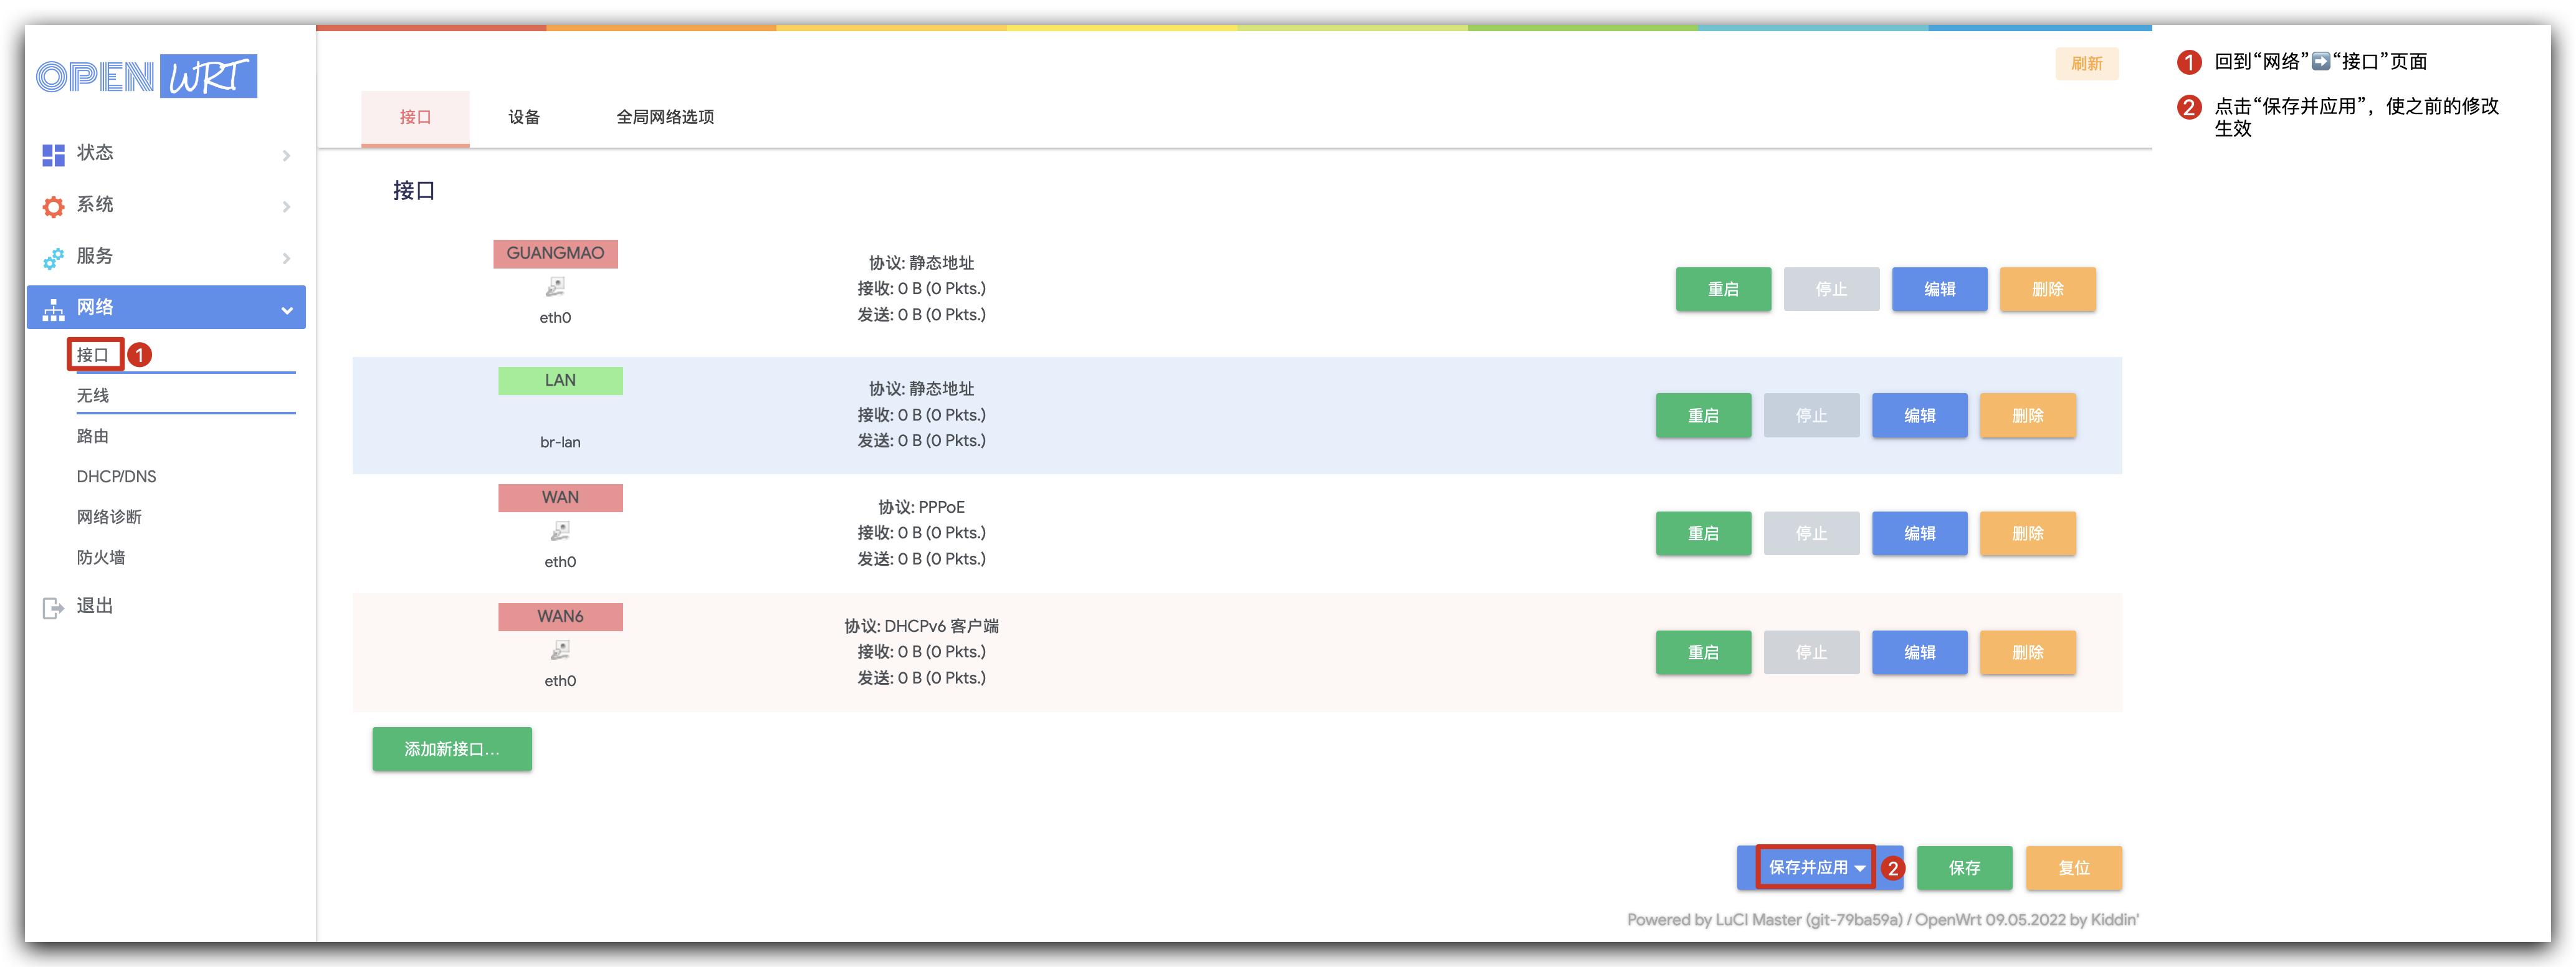 OPENWRT
状态
系统
服务
网络
接口 1
无线
路由
DHCP/DNS
网络诊断
防火墙
退出
刷新
接口 设备 全局网络选项
接口
GUANGMAO
eth0
协议: 静态地址
接收: 0 B (0 Pkts.)
发送: 0 B (0 Pkts.)
重启 停止 编辑 删除
LAN
br-lan
协议: 静态地址
接收: 0 B (0 Pkts.)
发送: 0 B (0 Pkts.)
重启 停止 编辑 删除
WAN
eth0
协议: PPPoE
接收: 0 B (0 Pkts.)
发送: 0 B (0 Pkts.)
重启 停止 编辑 删除
WAN6
eth0
协议: DHCPv6 客户端
接收: 0 B (0 Pkts.)
发送: 0 B (0 Pkts.)
重启 停止 编辑 删除
添加新接口...
保存并应用 2 保存 复位
Powered by LuCI Master (git-79ba59a) / OpenWrt 09.05.2022 by Kiddin'
1 回到“网络”➡️“接口”页面
2 点击“保存并应用”，使之前的修改
生效